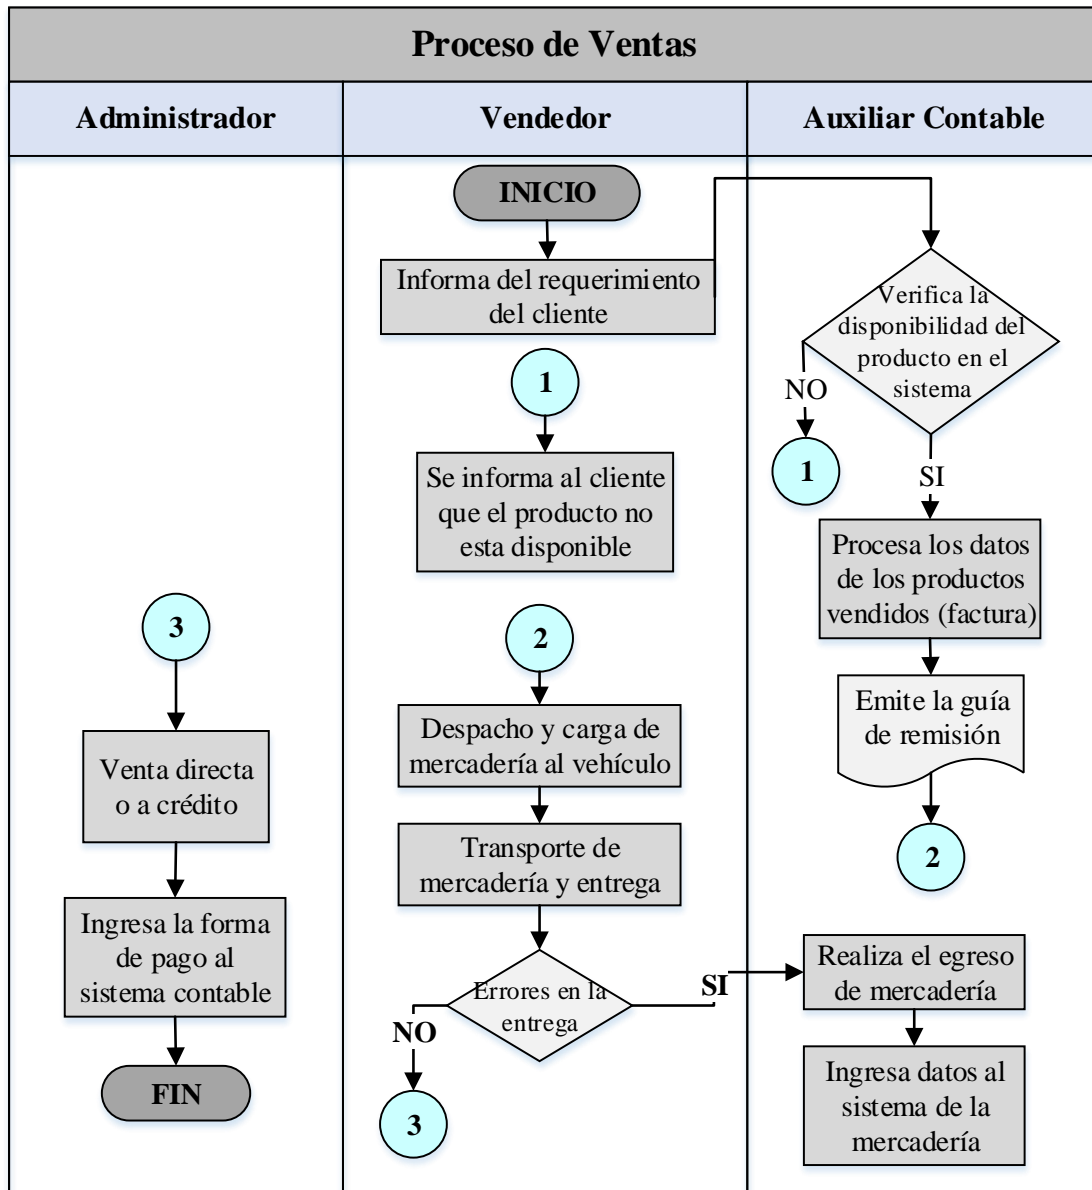 Proceso de Ventas
Administrador
Vendedor
Auxiliar Contable
INICIO
Informa del requerimiento
del cliente
1
Se informa al cliente
que el producto no
esta disponible
2
Despacho y carga de
mercadería al vehículo
Transporte de
mercadería y entrega
Errores en la
entrega
NO
SI
3
Verifica la
disponibilidad del
producto en el
sistema
NO
1
SI
Procesa los datos
de los productos
vendidos (factura)
Emite la guía
de remisión
2
Realiza el egreso
de mercadería
Ingresa datos al
sistema de la
mercadería
3
Venta directa
o a crédito
Ingresa la forma
de pago al
sistema contable
FIN